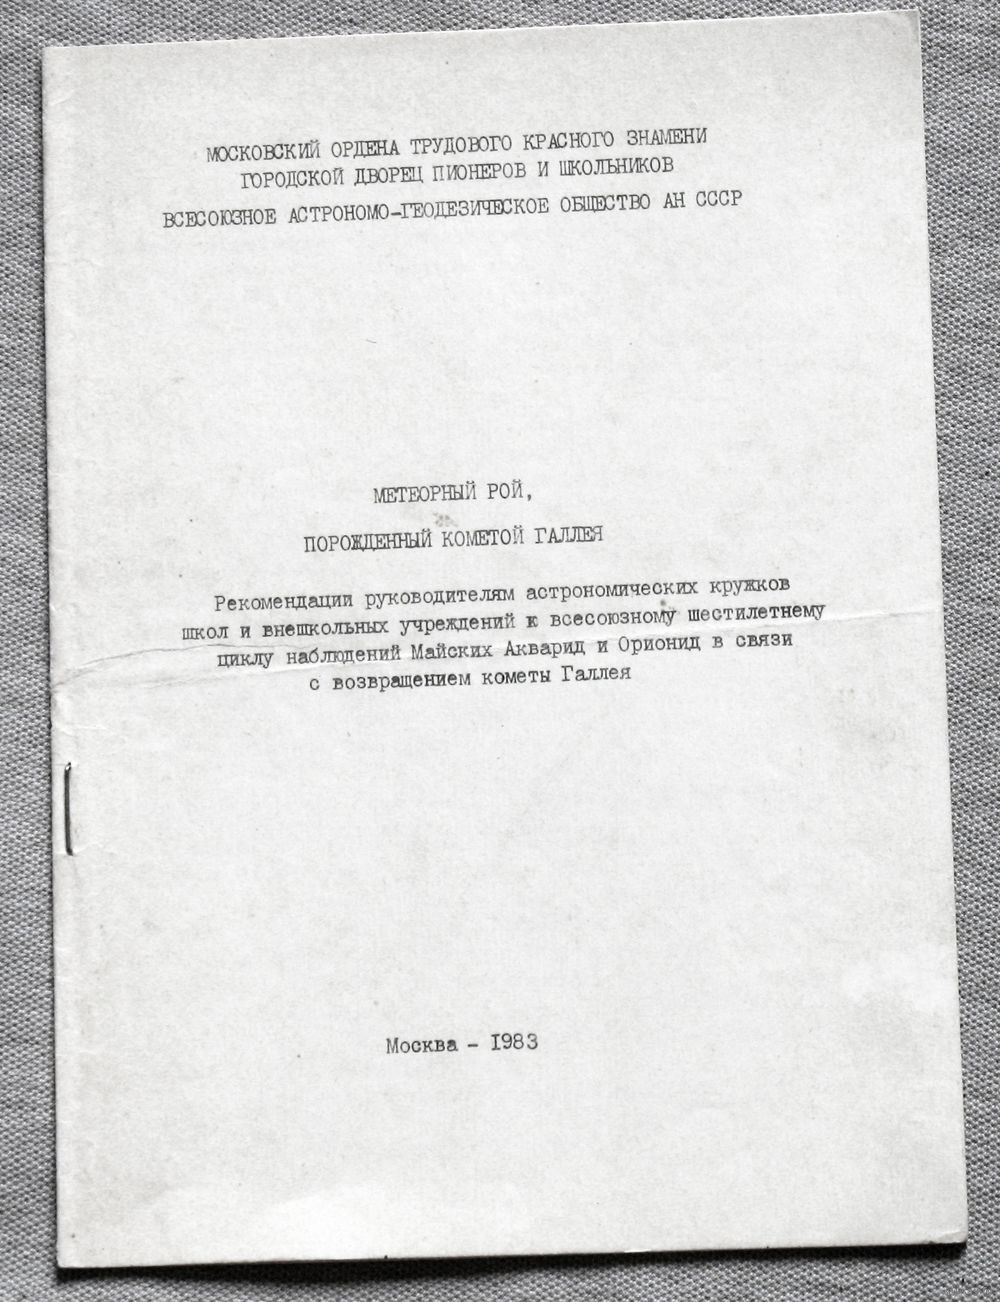 МОСКОВСКИЙ ОРДЕНА ТРУДОВОГО КРАСНОГО ЗНАМЕНИ
ГОРОДСКОЙ ДВОРЕЦ ПИОНЕРОВ И ШКОЛЬНИКОВ
ВСЕСОЮЗНОЕ АСТРОНОМО-ГЕОДЕЗИЧЕСКОЕ ОБЩЕСТВО АН СССР
МЕТЕОРНЫЙ РОЙ,
ПОРОЖДЕННЫЙ КОМЕТОЙ ГАЛЛЕЯ
Рекомендации руководителям астрономических кружков
школ и внешкольных учреждений к всесоюзному шестилетнему
циклу наблюдений Майских Акварид и Орионид в связи
с возвращением кометы Галлея
Москва - 1983